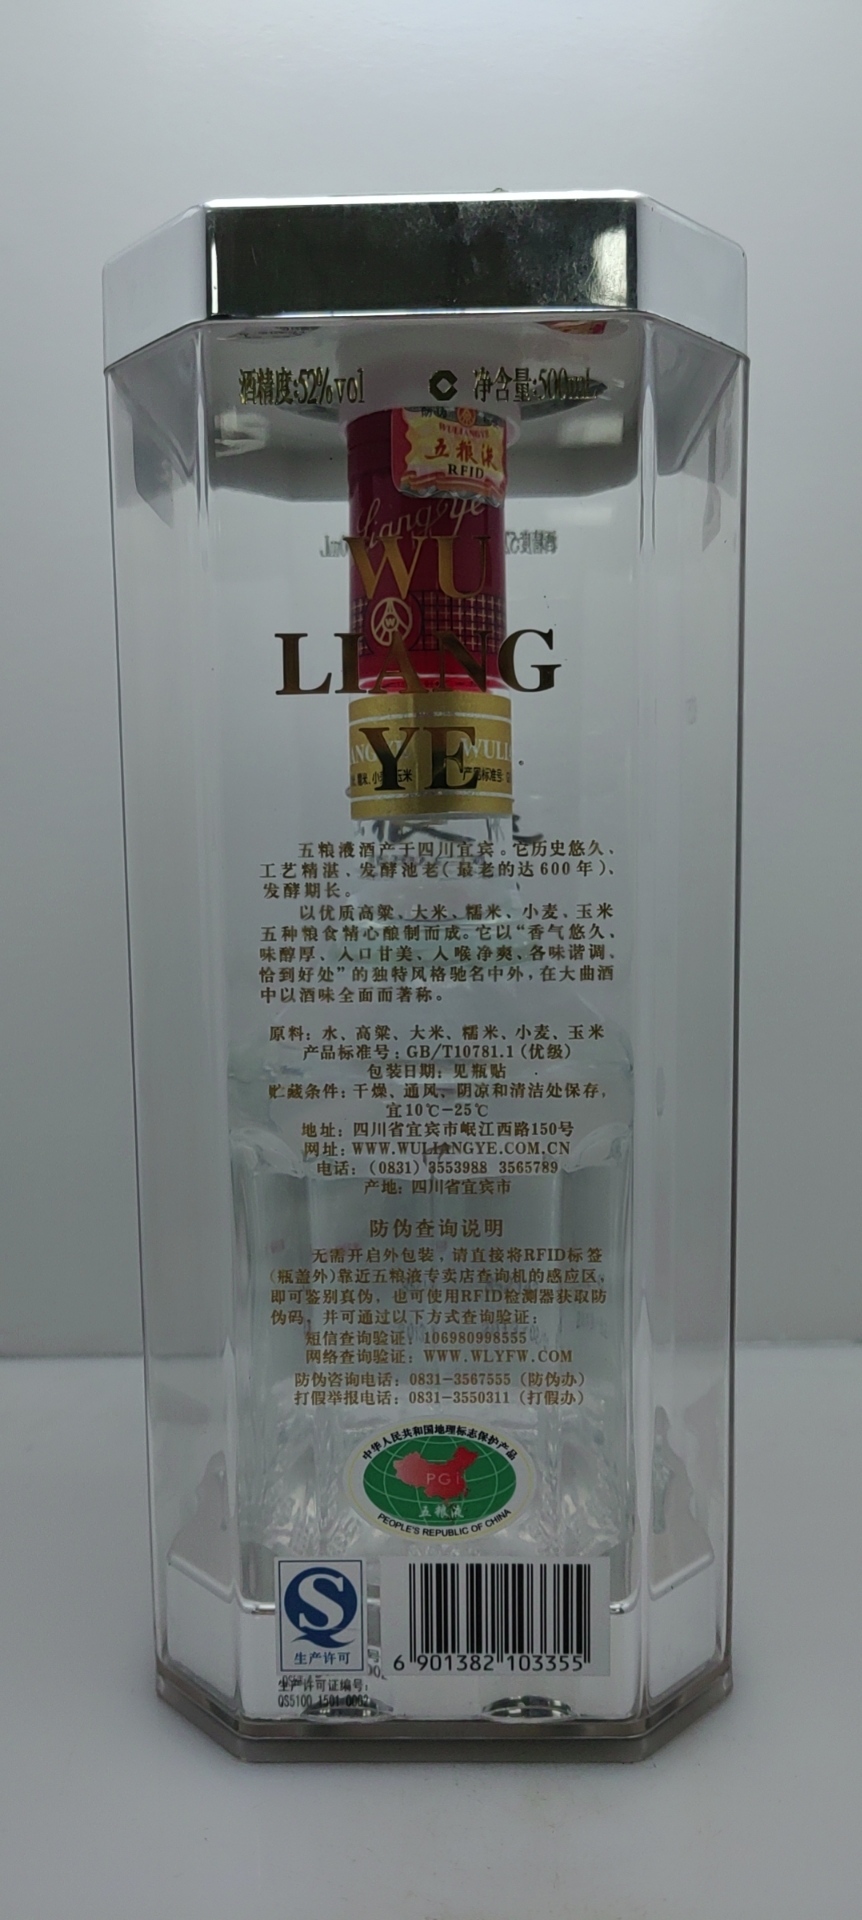 酒精度:52%vol
净含量:500mL
WULIANGYE
五粮液
RFID
WU
LIANG
YE
五粮液酒产于四川宜宾。它历史悠久、
工艺精湛、发酵池老(最老的达600年)、
发酵期长。
以优质高粱、大米、糯米、小麦、玉米
五种粮食精心酿制而成。它以“香气悠久、
味醇厚、入口甘美、入喉净爽、各味谐调、
恰到好处”的独特风格驰名中外,在大曲酒
中以酒味全面而著称。
原料: 水、高粱、大米、糯米、小麦、玉米
产品标准号: GB/T10781.1 (优级)
包装日期: 见瓶贴
贮藏条件: 干燥、通风、阴凉和清洁处保存,
宜10℃-25℃
地址: 四川省宜宾市岷江西路150号
网址: WWW.WULIANGYE.COM.CN
电话: (0831) 3553988 3565789
产地: 四川省宜宾市
防伪查询说明
无需开启外包装,请直接将RFID标签
(瓶盖外)靠近五粮液专卖店查询机的感应区,
即可鉴别真伪,也可使用RFID检测器获取防
伪码,并可通过以下方式查询验证:
短信查询验证: 106980998555
网络查询验证: WWW.WLYFW.COM
防伪咨询电话: 0831-3567555 (防伪办)
打假举报电话: 0831-3550311 (打假办)
中华人民共和国地理标志保护产品
PGi
五粮液
PEOPLE'S REPUBLIC OF CHINA
生产许可
6 901382 103355
生产许可证编号:
QS5100 1501 0002